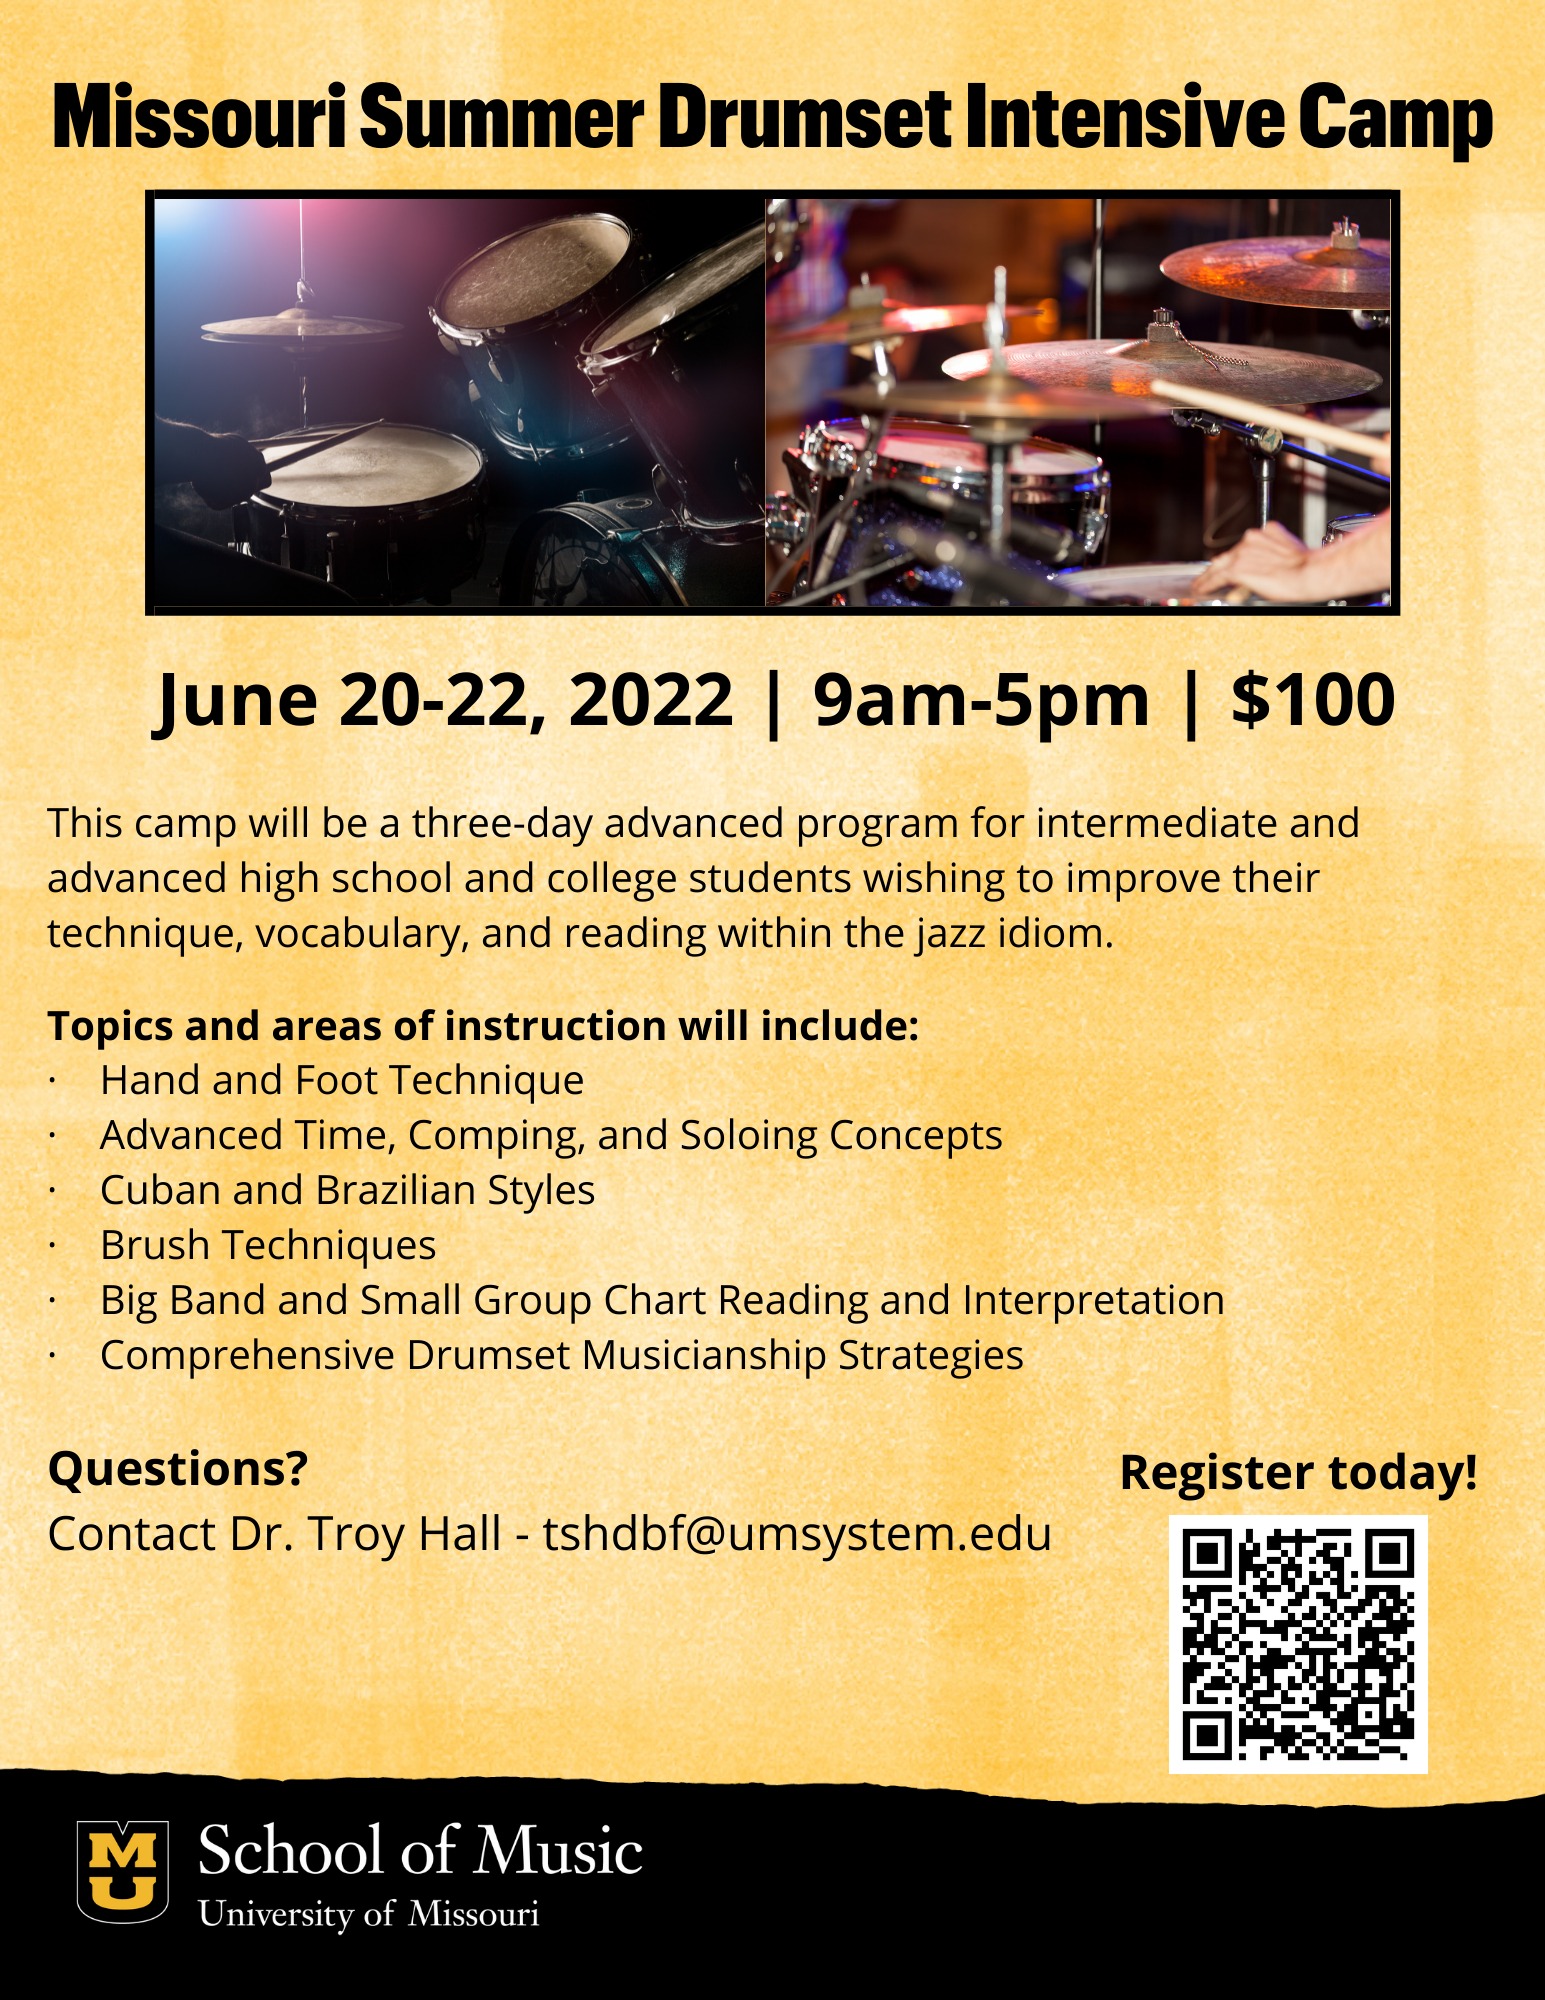 Missouri Summer Drumset Intensive Camp
June 20-22, 2022 | 9am-5pm | $100
This camp will be a three-day advanced program for intermediate and
advanced high school and college students wishing to improve their
technique, vocabulary, and reading within the jazz idiom.
Topics and areas of instruction will include:
· Hand and Foot Technique
· Advanced Time, Comping, and Soloing Concepts
· Cuban and Brazilian Styles
· Brush Techniques
· Big Band and Small Group Chart Reading and Interpretation
· Comprehensive Drumset Musicianship Strategies
Questions?
Contact Dr. Troy Hall - tshdbf@umsystem.edu
Register today!
MU
School of Music
University of Missouri